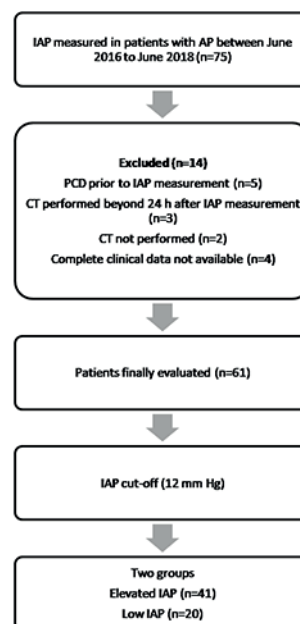 IAP measured in patients with AP between June
2016 to June 2018 (n=75)
Excluded (n=14)
PCD prior to IAP measurement (n=5)
CT performed beyond 24 h after IAP measurement
(n=3)
CT not performed (n=2)
Complete clinical data not available (n=4)
Patients finally evaluated (n=61)
IAP cut-off (12 mm Hg)
Two groups
Elevated IAP (n=41)
Low IAP (n=20)